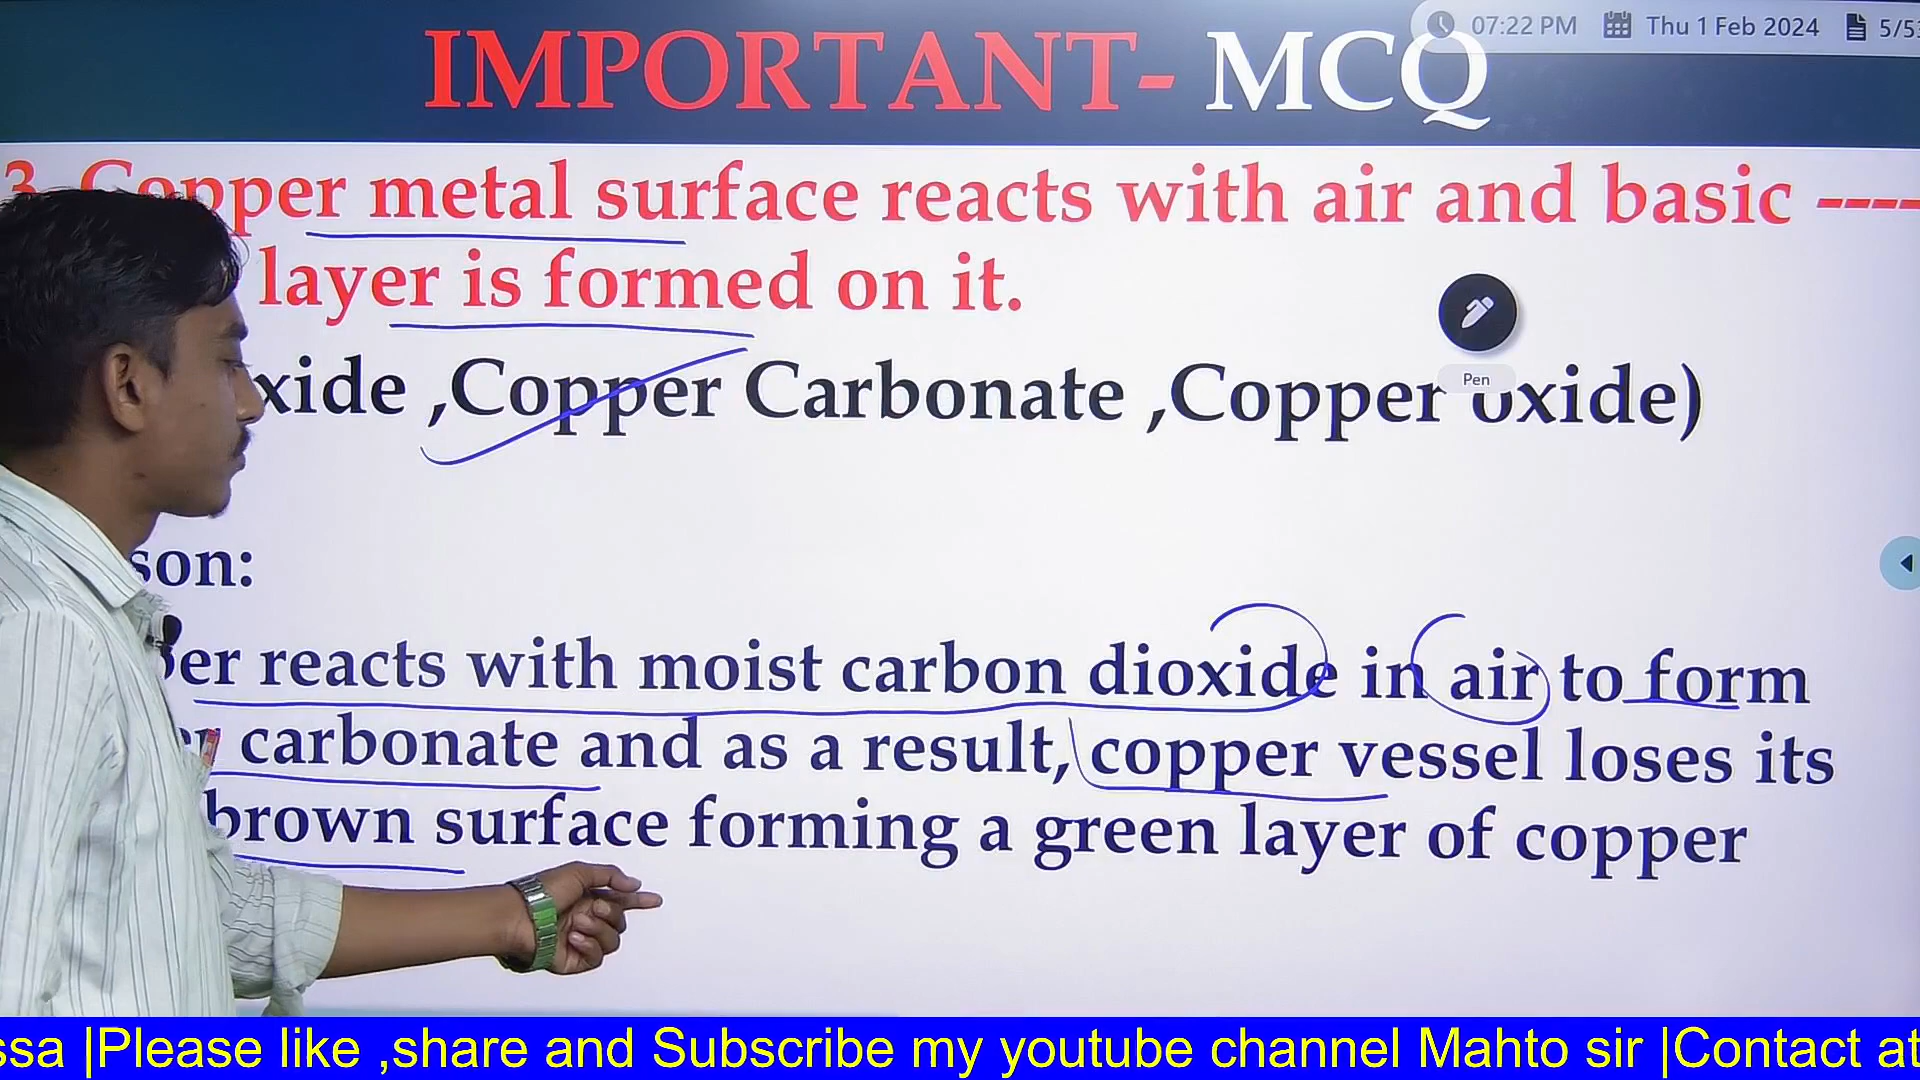 IMPORTANT- MCQ
07:22 PM Thu 1 Feb 2024 5/53
3. Copper metal surface reacts with air and basic ----
layer is formed on it.
xide ,Copper Carbonate ,Copper oxide)
Pen
son:
per reacts with moist carbon dioxide in air to form
carbonate and as a result, copper vessel loses its
brown surface forming a green layer of copper
ssa |Please like ,share and Subscribe my youtube channel Mahto sir |Contact at